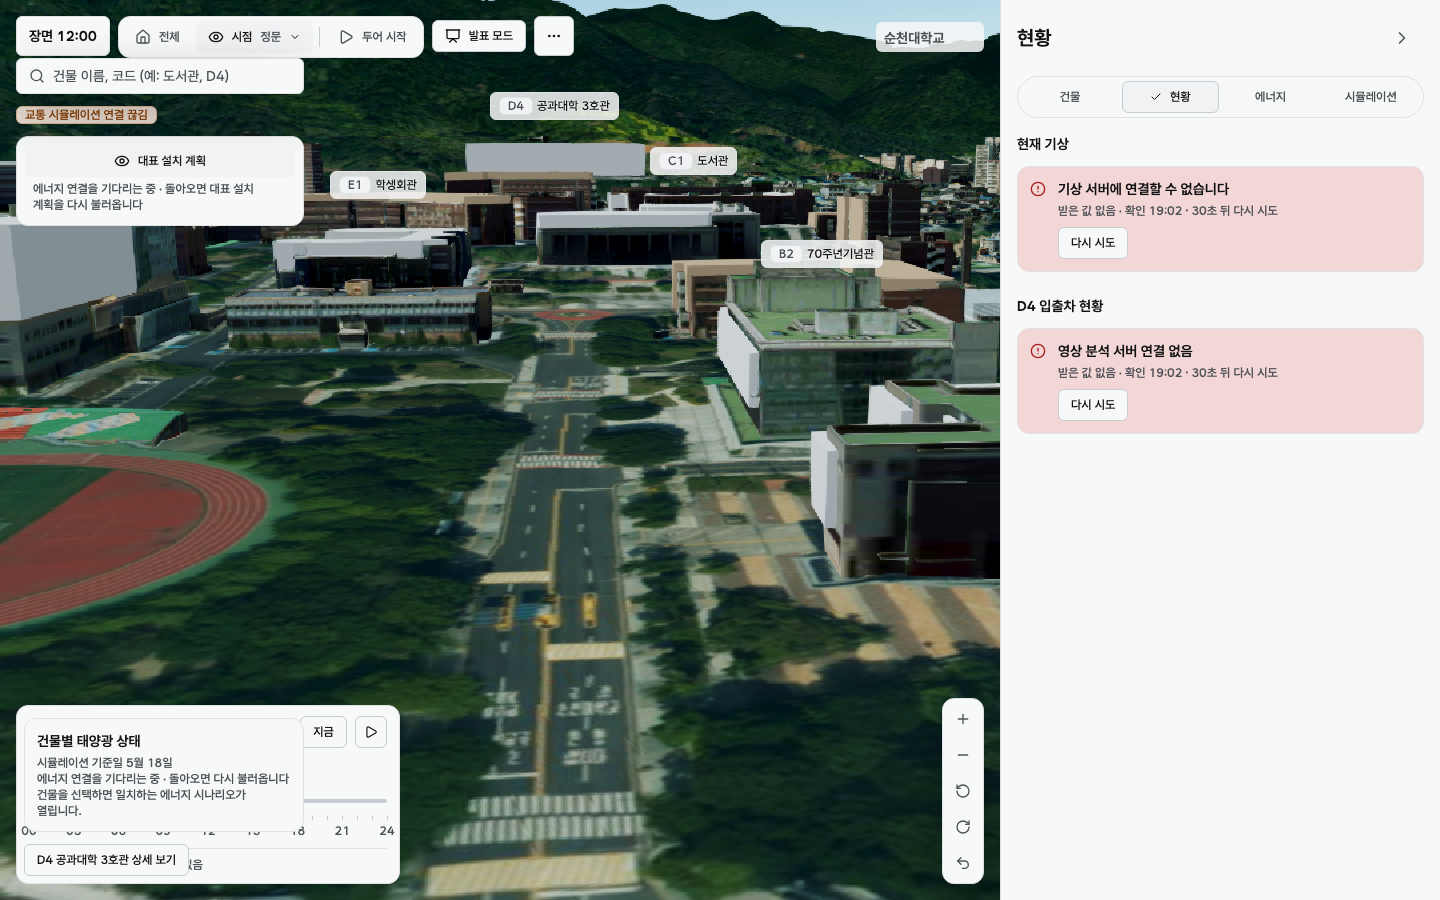 장면 12:00
전체
시점 정문
투어 시작
발표 모드
순천대학교
건물 이름, 코드 (예: 도서관, D4)
교통 시뮬레이션 연결 끊김
대표 설치 계획
에너지 연결을 기다리는 중 · 돌아오면 대표 설치
계획을 다시 불러옵니다
D4 공과대학 3호관
C1 도서관
E1 학생회관
B2 70주년기념관
건물별 태양광 상태
시뮬레이션 기준일 5월 18일
에너지 연결을 기다리는 중 · 돌아오면 다시 불러옵니다
건물을 선택하면 일치하는 에너지 시나리오가
열립니다.
지금
18 21 24
D4 공과대학 3호관 상세 보기
없음
현황
건물
현황
에너지
시뮬레이션
현재 기상
기상 서버에 연결할 수 없습니다
받은 값 없음 · 확인 19:02 · 30초 뒤 다시 시도
다시 시도
D4 입출차 현황
영상 분석 서버 연결 없음
받은 값 없음 · 확인 19:02 · 30초 뒤 다시 시도
다시 시도